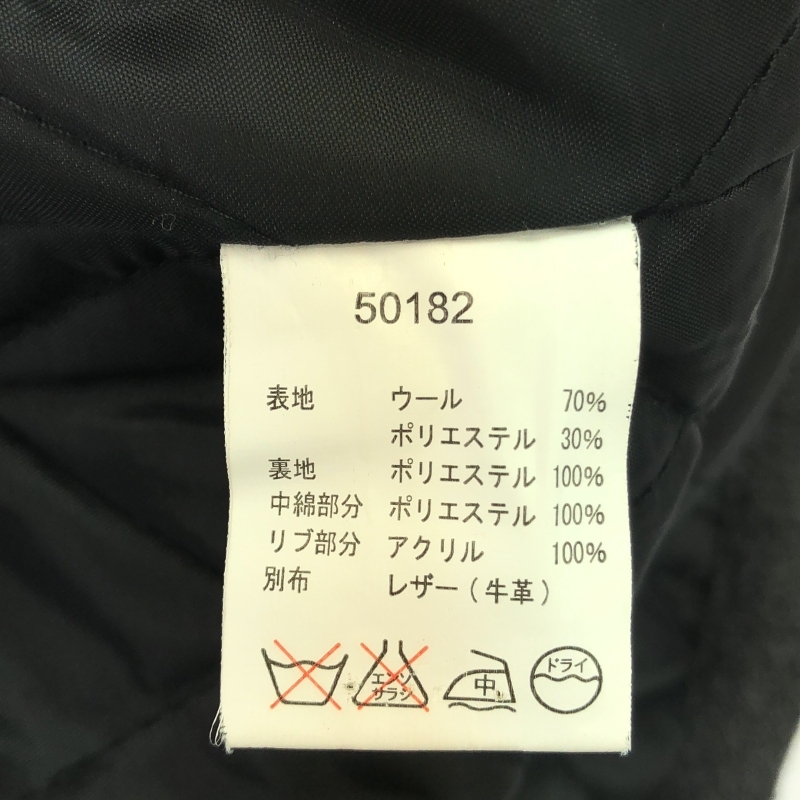 50182
表地 ウール 70%
ポリエステル 30%
裏地 ポリエステル 100%
中綿部分 ポリエステル 100%
リブ部分 アクリル 100%
別布 レザー(牛革)
エンソ サラシ 中 ドライ